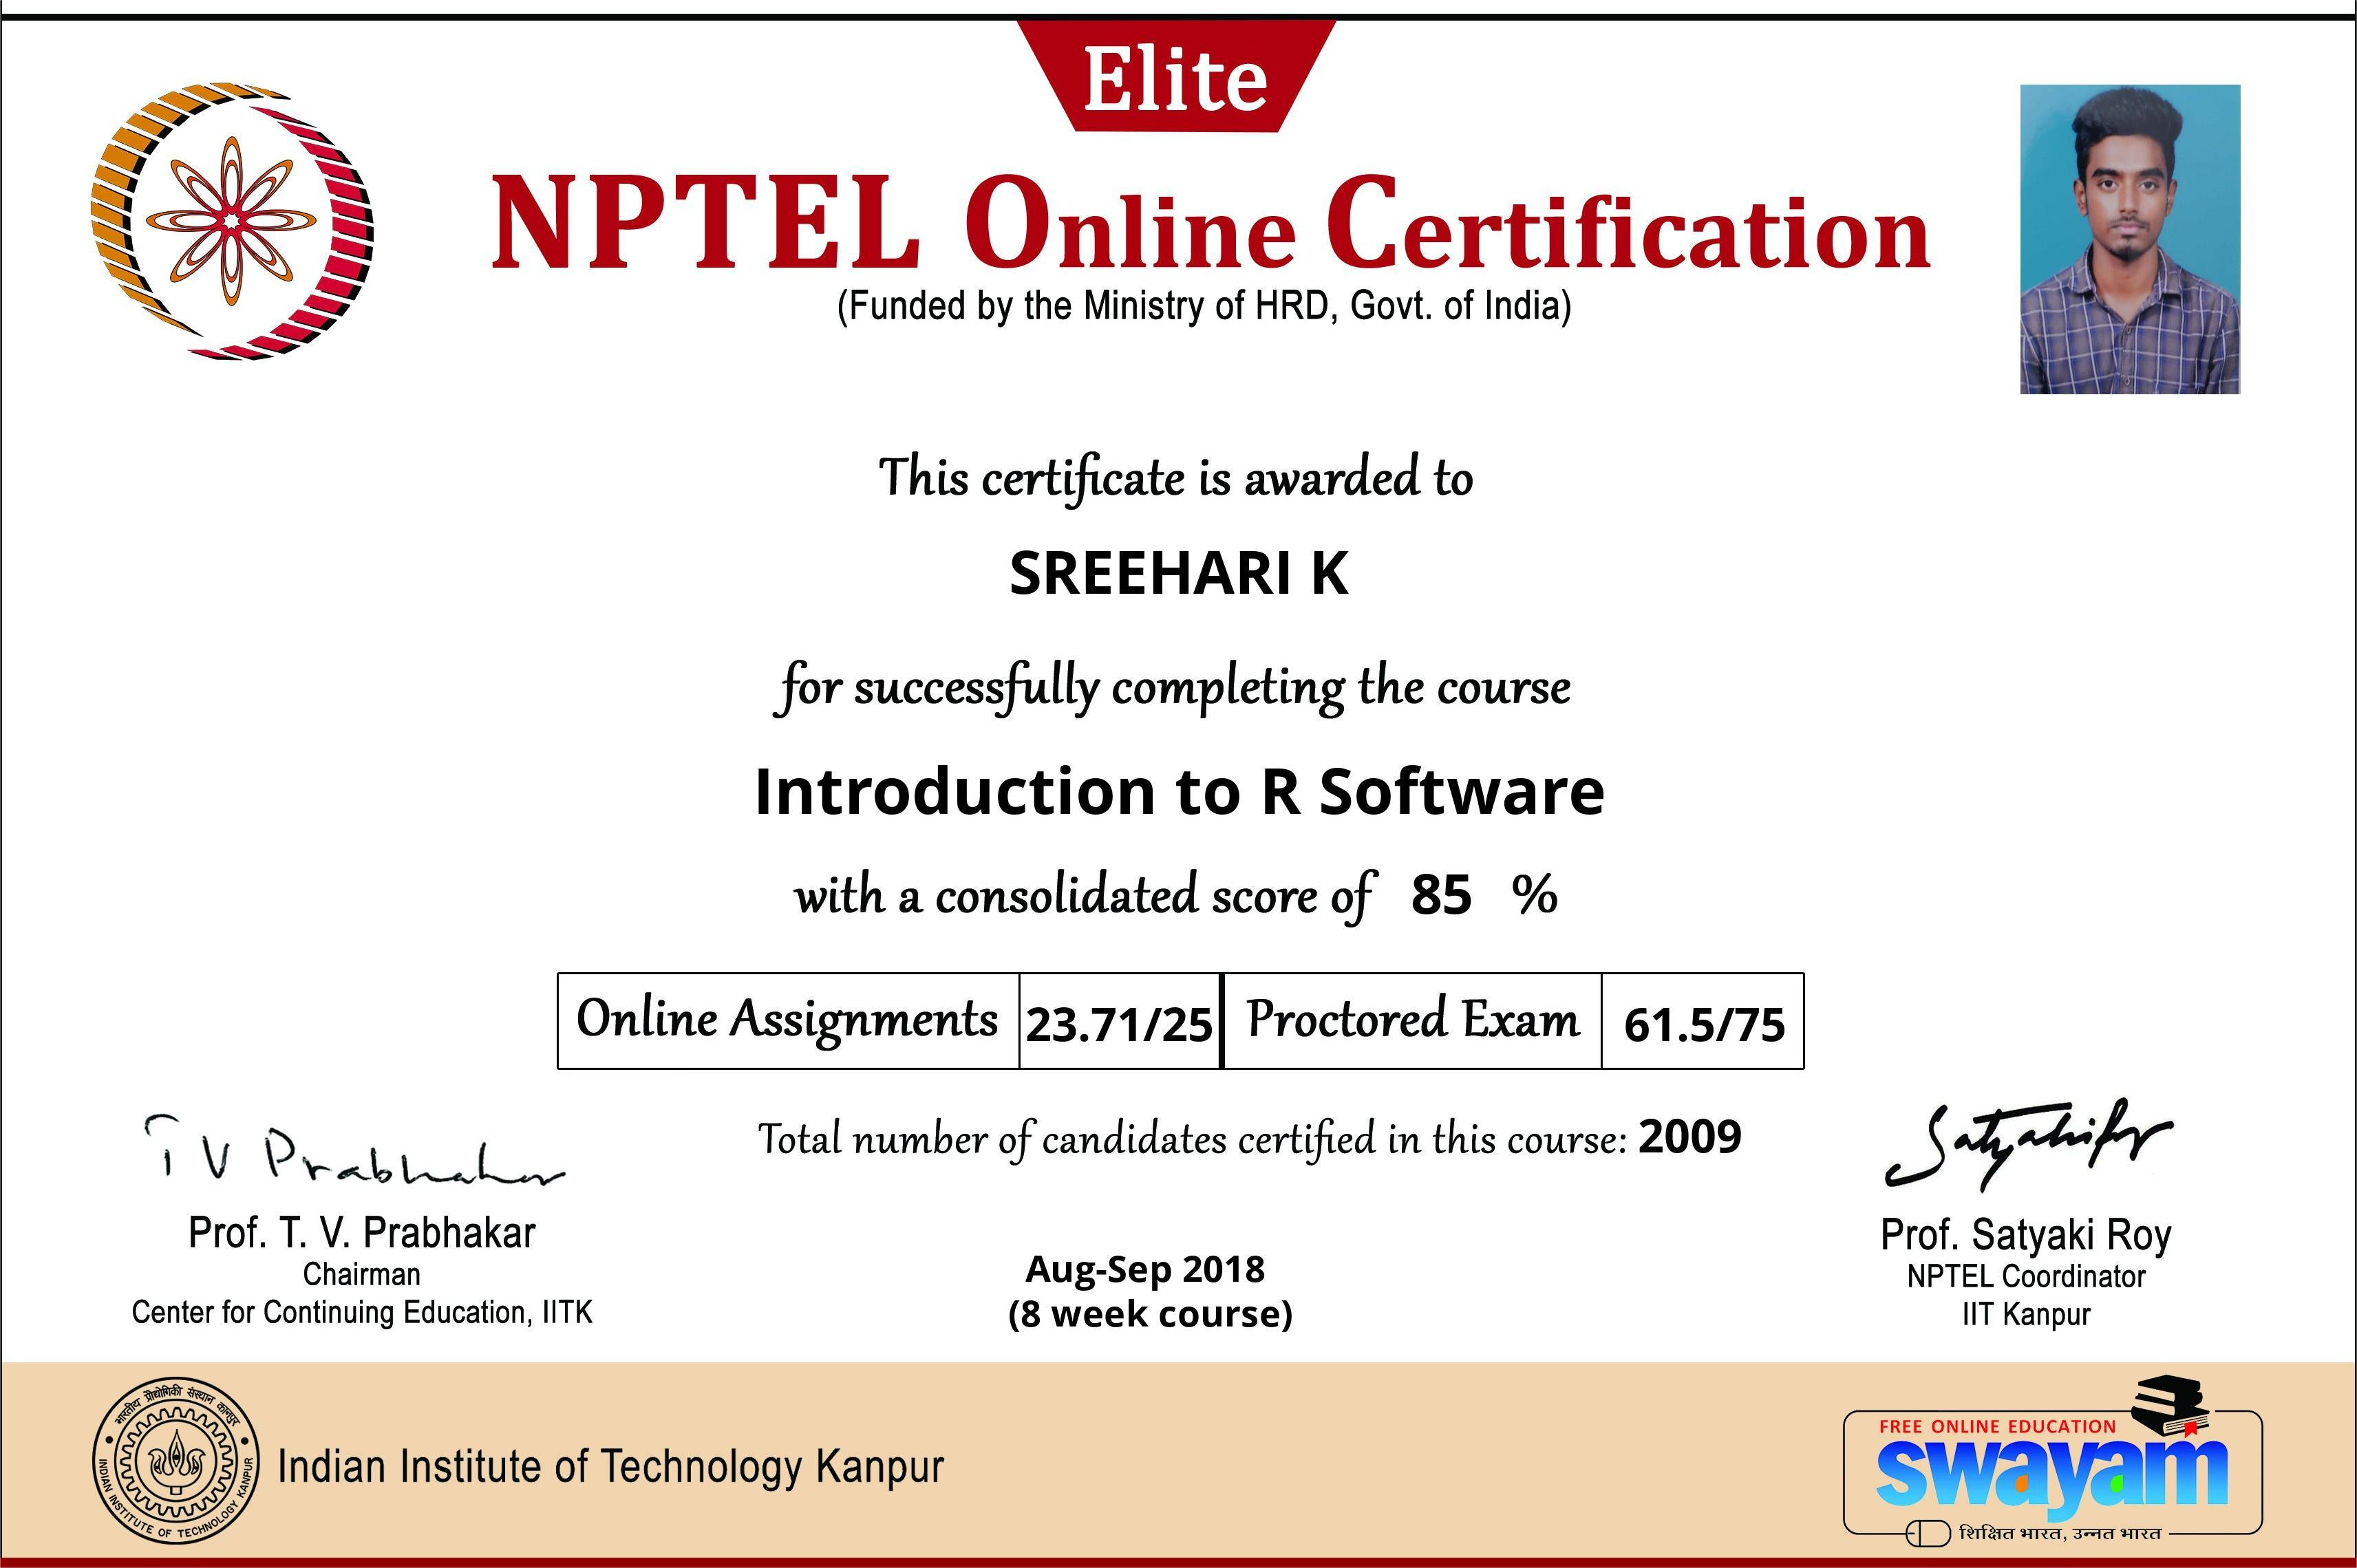 Elite
NPTEL Online Certification
(Funded by the Ministry of HRD, Govt. of India)
This certificate is awarded to
SREEHARI K
for successfully completing the course
Introduction to R Software
with a consolidated score of 85 %
Online Assignments 23.71/25 Proctored Exam 61.5/75
Total number of candidates certified in this course: 2009
T V Prabhakar
Prof. T. V. Prabhakar
Chairman
Center for Continuing Education, IITK
Aug-Sep 2018
(8 week course)
Prof. Satyaki Roy
NPTEL Coordinator
IIT Kanpur
भारतीय प्रौद्योगिकी संस्थान कानपुर
INDIAN INSTITUTE OF TECHNOLOGY KANPUR
Indian Institute of Technology Kanpur
FREE ONLINE EDUCATION
swayam
शिक्षित भारत, उन्नत भारत